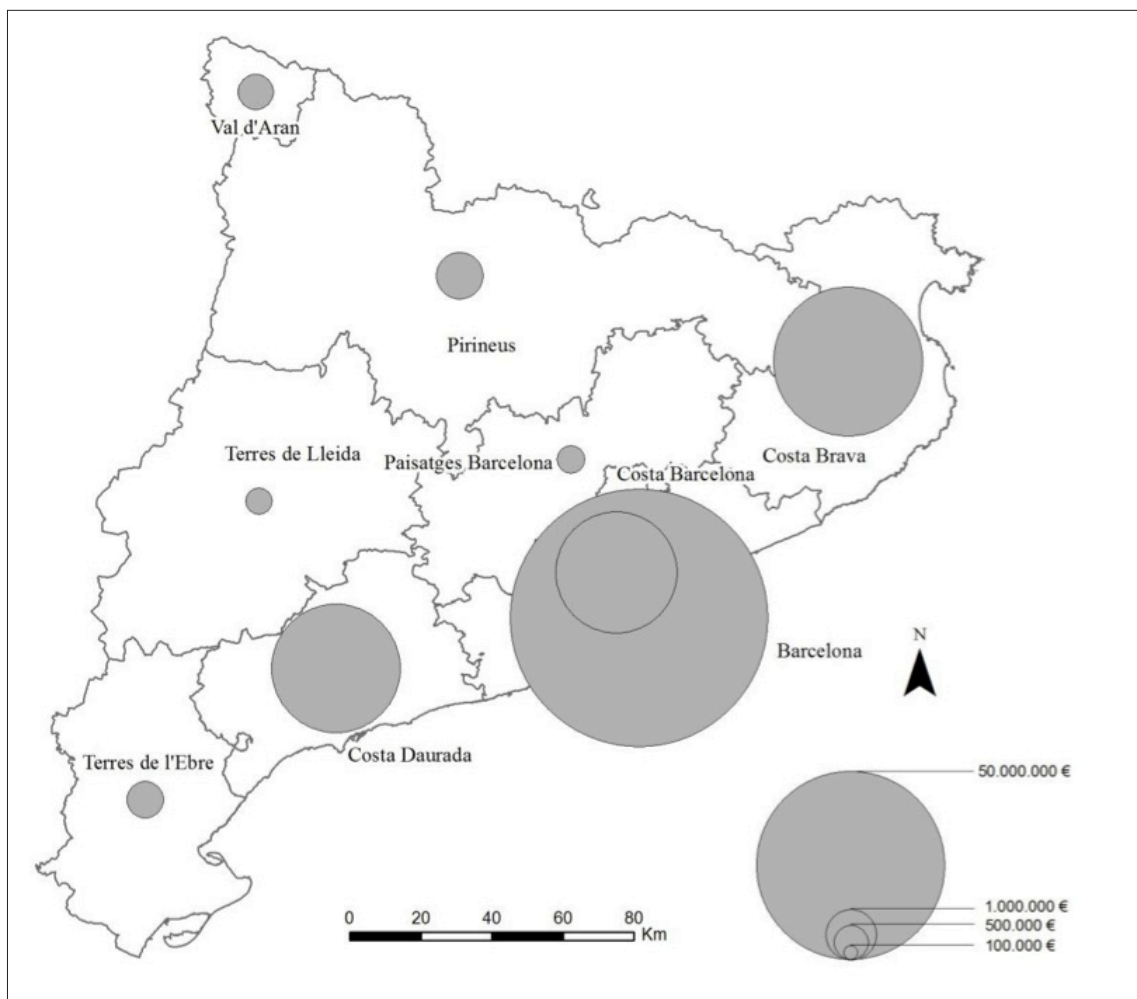 Val d'Aran
Pirineus
Terres de Lleida
Paisatges Barcelona
Costa Barcelona
Costa Brava
Barcelona
N
Costa Daurada
Terres de l'Ebre
50.000.000 €
1.000.000 €
500.000 €
100.000 €
0 20 40 60 80
Km